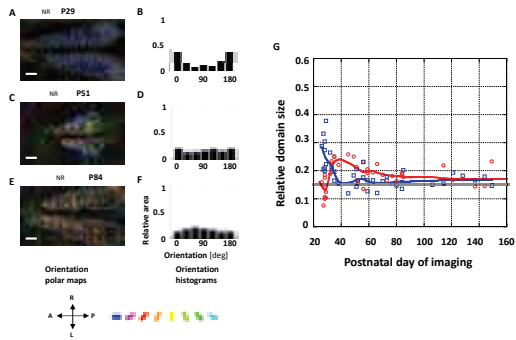 A NR P29 B
1
0.5
0
0 90 180
C NR P51 D
1
0.5
0
0 90 180
E NR P84 F
1
0.5
0
Relative area
0 90 180
Orientation [deg]
Orientation polar maps
Orientation histograms
R
A P
L
G
0.6
0.5
0.4
0.3
0.2
0.1
0
Relative domain size
20 40 60 80 100 120 140 160
Postnatal day of imaging